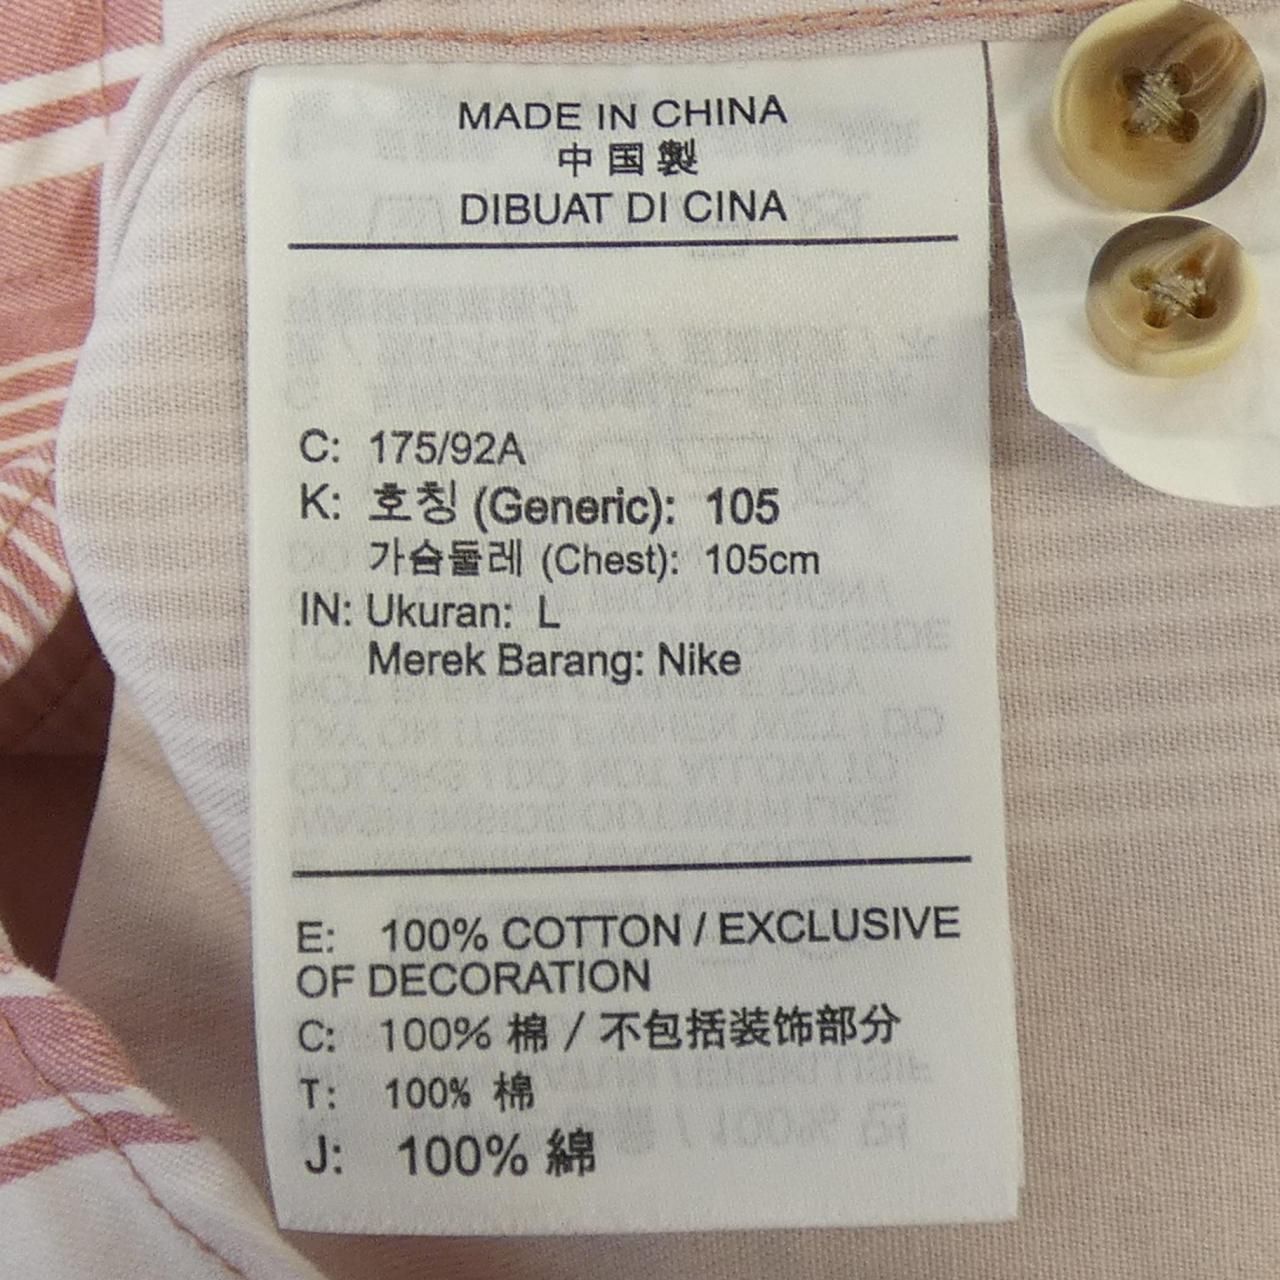 MADE IN CHINA
中国製
DIBUAT DI CINA
C: 175/92A
K: 호칭 (Generic): 105
가슴둘레 (Chest): 105cm
IN: Ukuran: L
Merek Barang: Nike
E: 100% COTTON / EXCLUSIVE
OF DECORATION
C: 100% 棉 / 不包括装饰部分
T: 100% 棉
J: 100% 綿